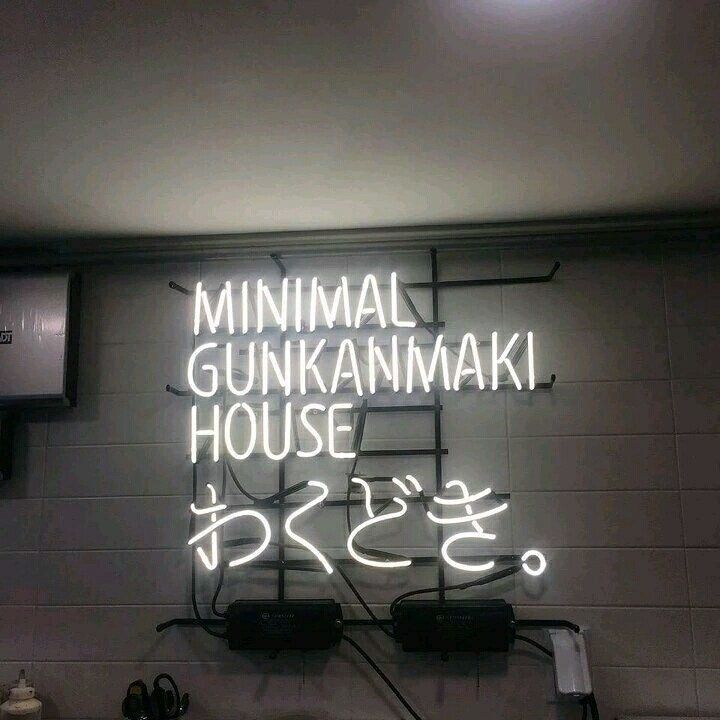 MINIMAL
GUNKANMAKI
HOUSE
わくどき。